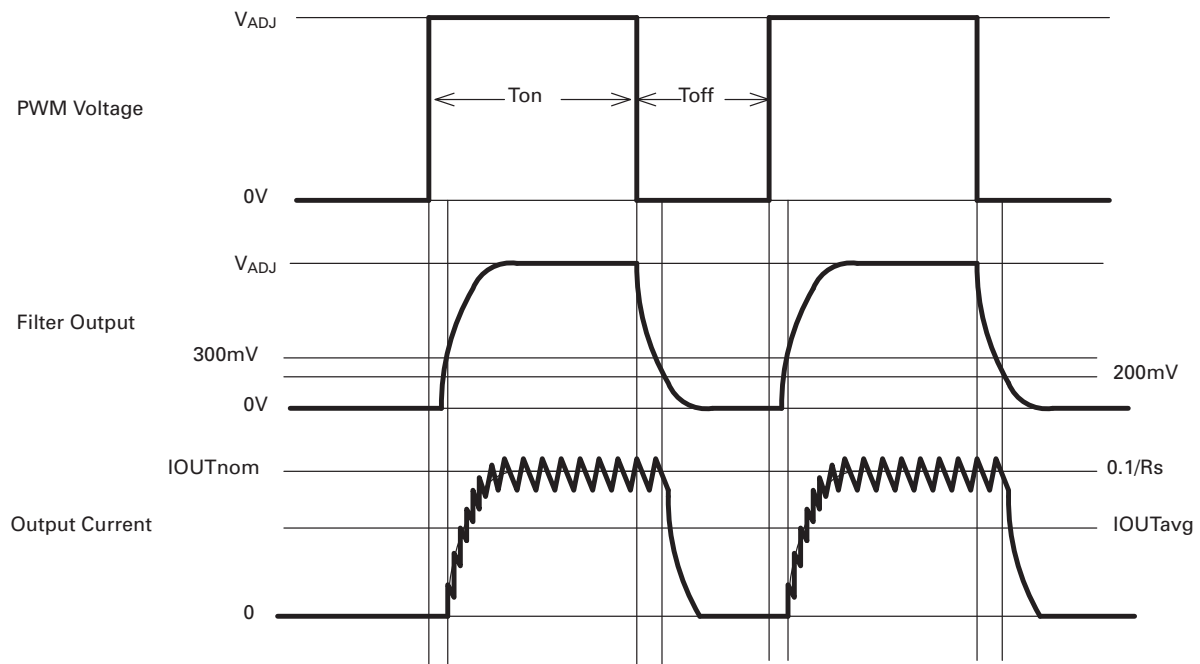 VADJ
Ton
Toff
PWM Voltage
0V
VADJ
Filter Output
300mV
200mV
0V
IOUTnom
0.1/Rs
Output Current
IOUTavg
0